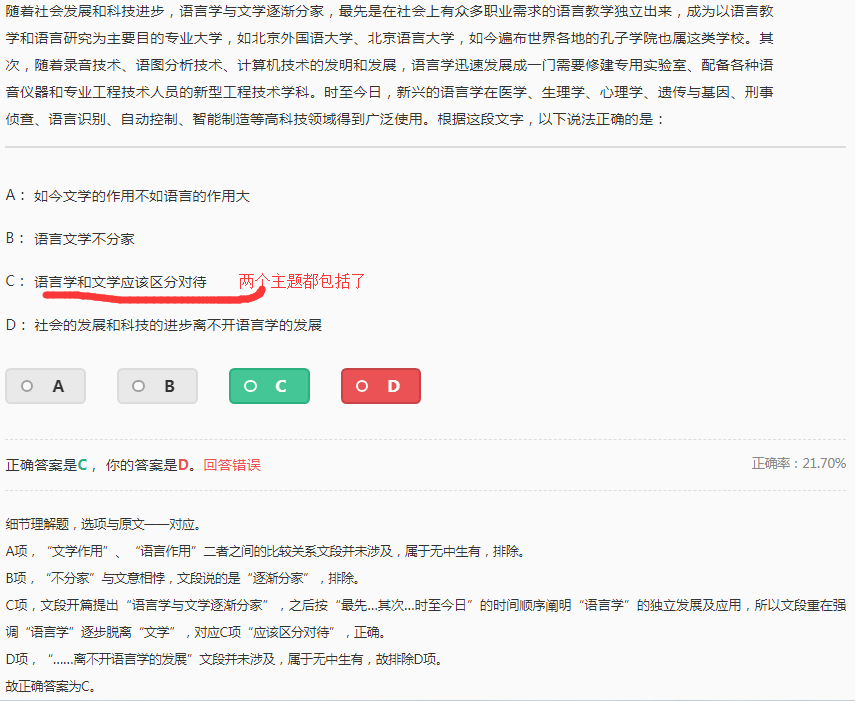 随着社会发展和科技进步，语言学与文学逐渐分家，最先是在社会上有众多职业需求的语言教学独立出来，成为以语言教
学和语言研究为主要目的专业大学，如北京外国语大学、北京语言大学，如今遍布世界各地的孔子学院也属这类学校。其
次，随着录音技术、语图分析技术、计算机技术的发明和发展，语言学迅速发展成一门需要修建专用实验室、配备各种语
音仪器和专业工程技术人员的新型工程技术学科。时至今日，新兴的语言学在医学、生理学、心理学、遗传与基因、刑事
侦查、语言识别、自动控制、智能制造等高科技领域得到广泛使用。根据这段文字，以下说法正确的是：
A： 如今文学的作用不如语言的作用大
B： 语言文学不分家
C： 语言学和文学应该区分对待 两个主题都包括了
D： 社会的发展和科技的进步离不开语言学的发展
A B C D
正确答案是C， 你的答案是D。回答错误 正确率：21.70%
细节理解题，选项与原文一一对应。
A项，“文学作用”、“语言作用”二者之间的比较关系文段并未涉及，属于无中生有，排除。
B项，“不分家”与文章相悖，文段说的是“逐渐分家”，排除。
C项，文段开篇提出“语言学与文学逐渐分家”，之后按“最先...其次...时至今日”的时间顺序阐明“语言学”的独立发展及应用，所以文段重在强
调“语言学”逐步脱离“文学”，对应C项“应该区分对待”，正确。
D项，“……离不开语言学的发展”文段并未涉及，属于无中生有，故排除D项。
故正确答案为C。